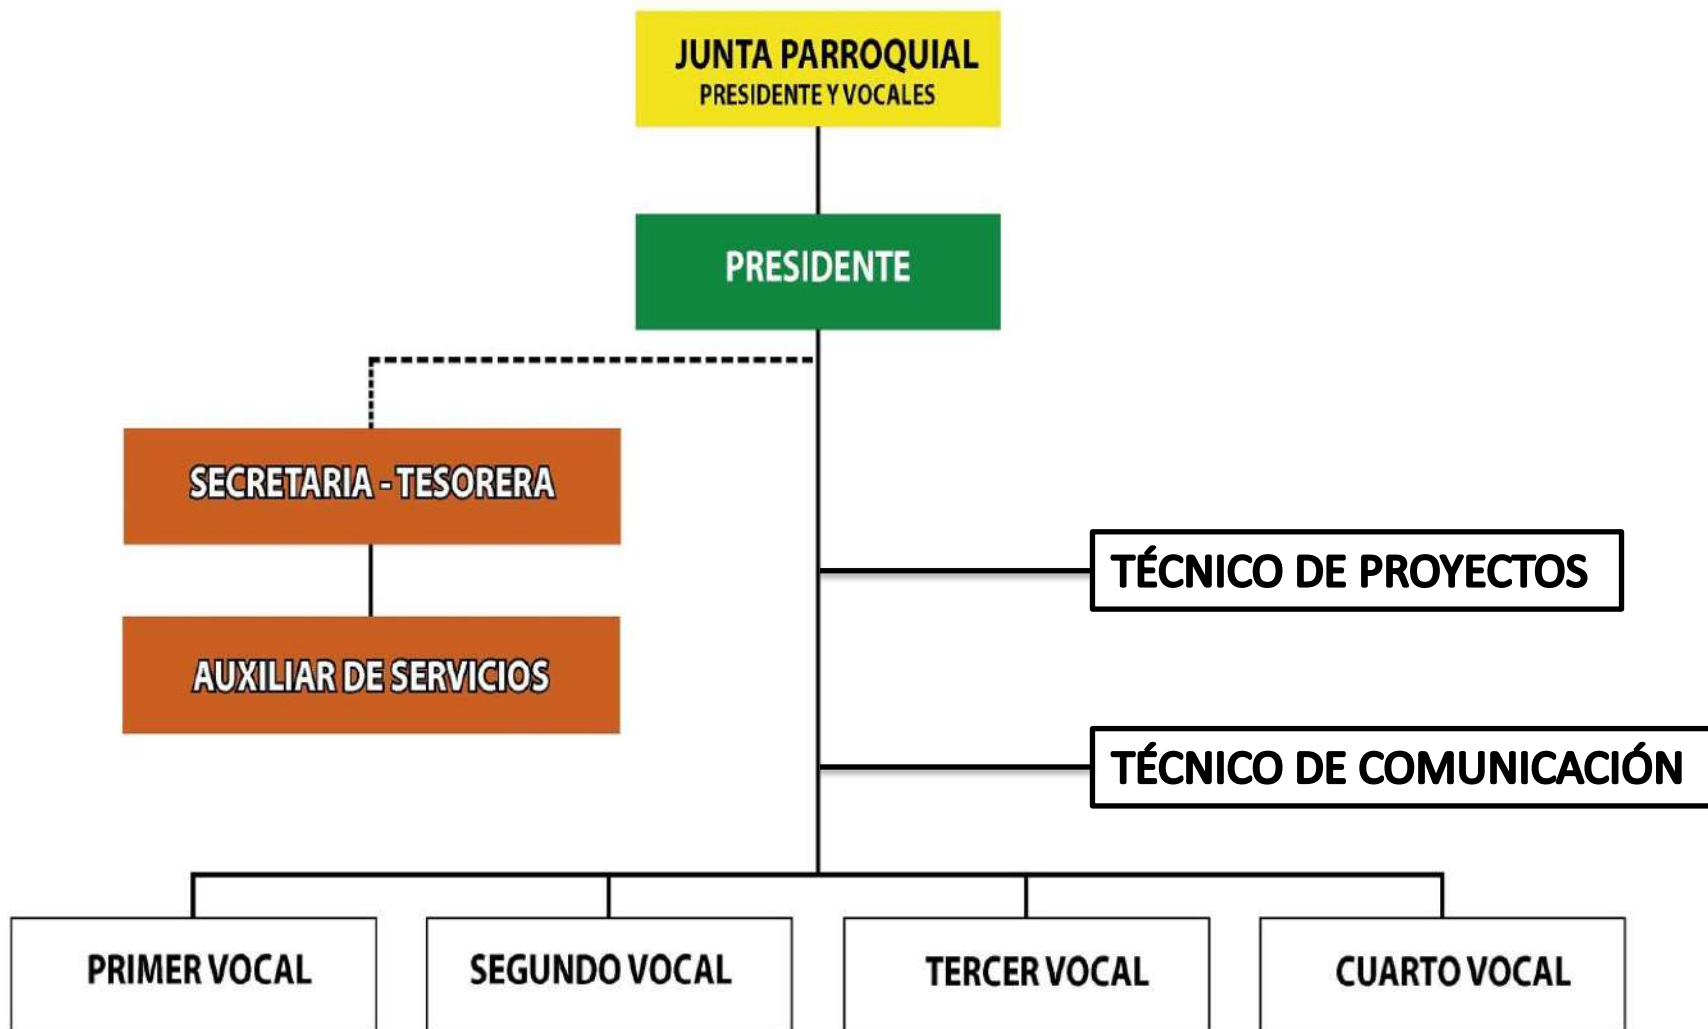 JUNTA PARROQUIAL
PRESIDENTE Y VOCALES
PRESIDENTE
SECRETARIA - TESORERA
TÉCNICO DE PROYECTOS
AUXILIAR DE SERVICIOS
TÉCNICO DE COMUNICACIÓN
PRIMER VOCAL
SEGUNDO VOCAL
TERCER VOCAL
CUARTO VOCAL